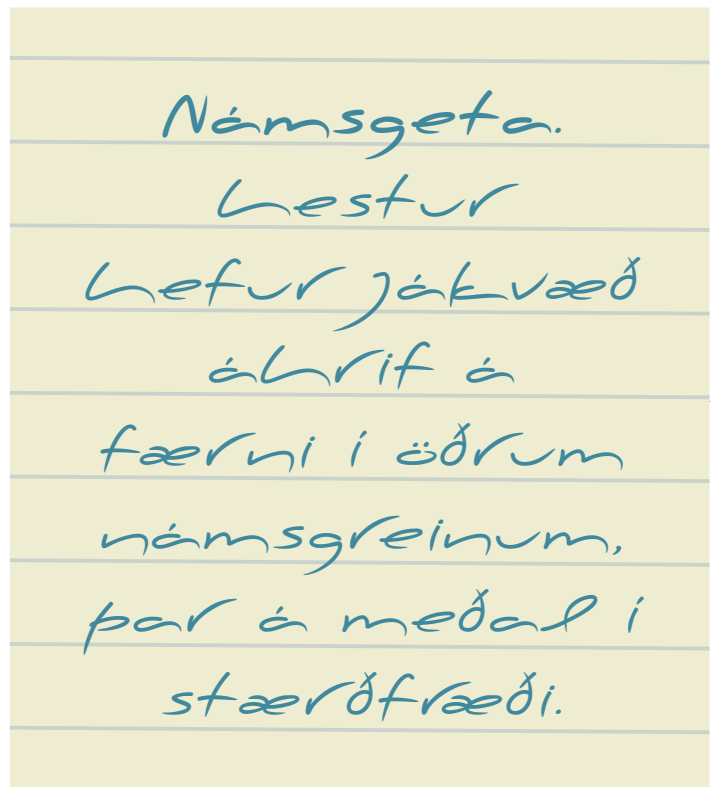 Námsgeta.
Lestur
hefur jákvæð
áhrif á
færni í öðrum
námsgreinum,
þar á meðal í
stærðfræði.